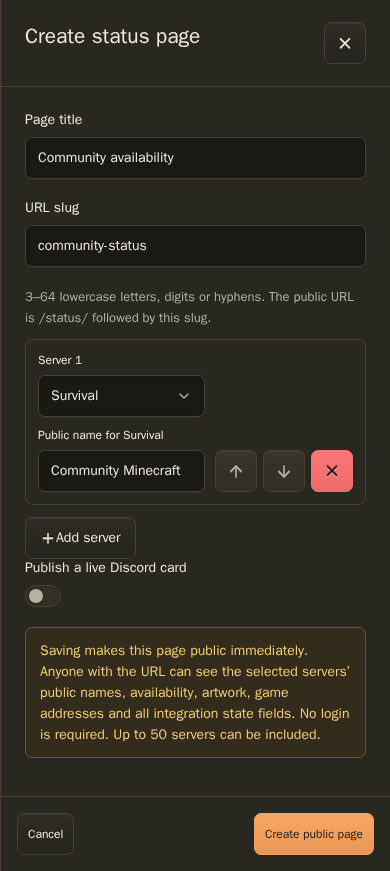 Create status page
Page title
Community availability
URL slug
community-status
3–64 lowercase letters, digits or hyphens. The public URL
is /status/ followed by this slug.
Server 1
Survival
Public name for Survival
Community Minecraft
+Add server
Publish a live Discord card
Saving makes this page public immediately.
Anyone with the URL can see the selected servers’
public names, availability, artwork, game
addresses and all integration state fields. No login
is required. Up to 50 servers can be included.
Cancel
Create public page